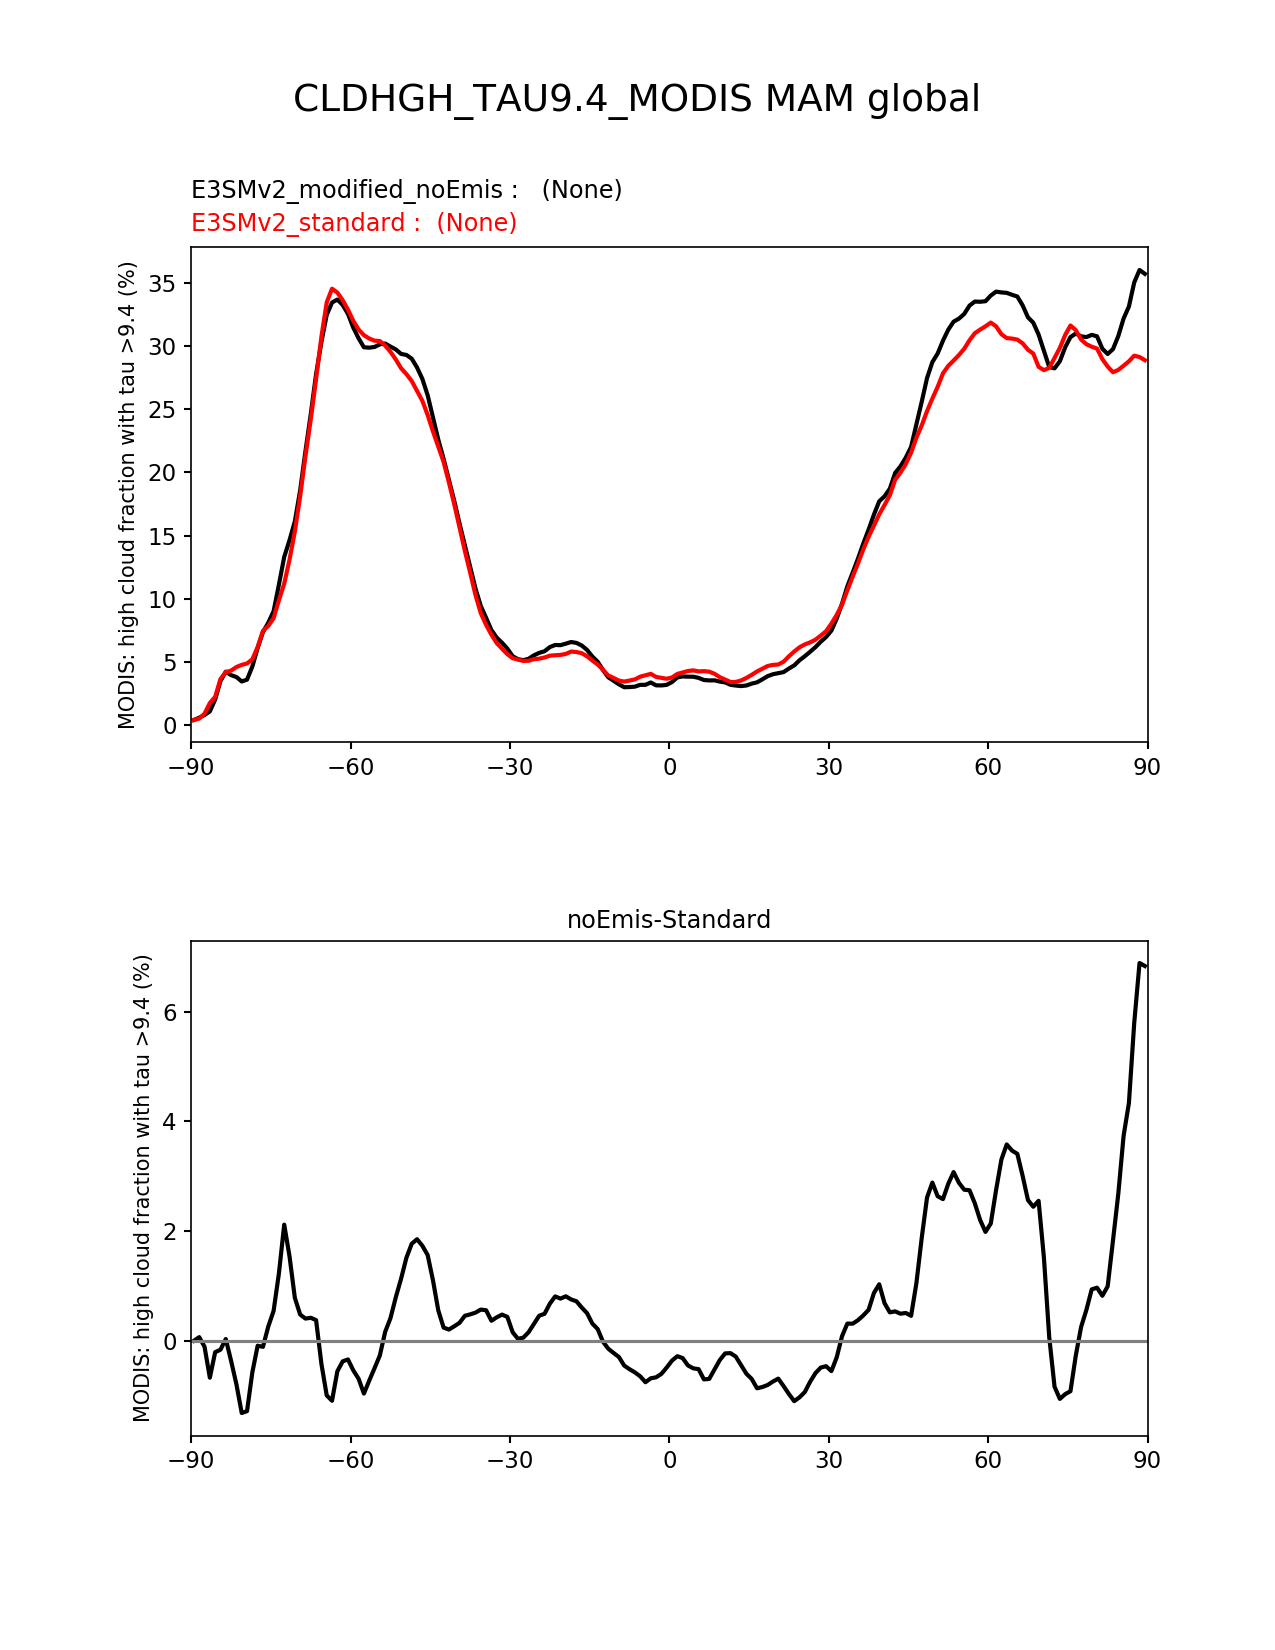 CLDHGH_TAU9.4_MODIS MAM global
E3SMv2_modified_noEmis :   (None)
E3SMv2_standard :  (None)
MODIS: high cloud fraction with tau >9.4 (%)
35
30
25
20
15
10
5
0
−90 −60 −30 0 30 60 90
noEmis-Standard
MODIS: high cloud fraction with tau >9.4 (%)
6
4
2
0
−90 −60 −30 0 30 60 90